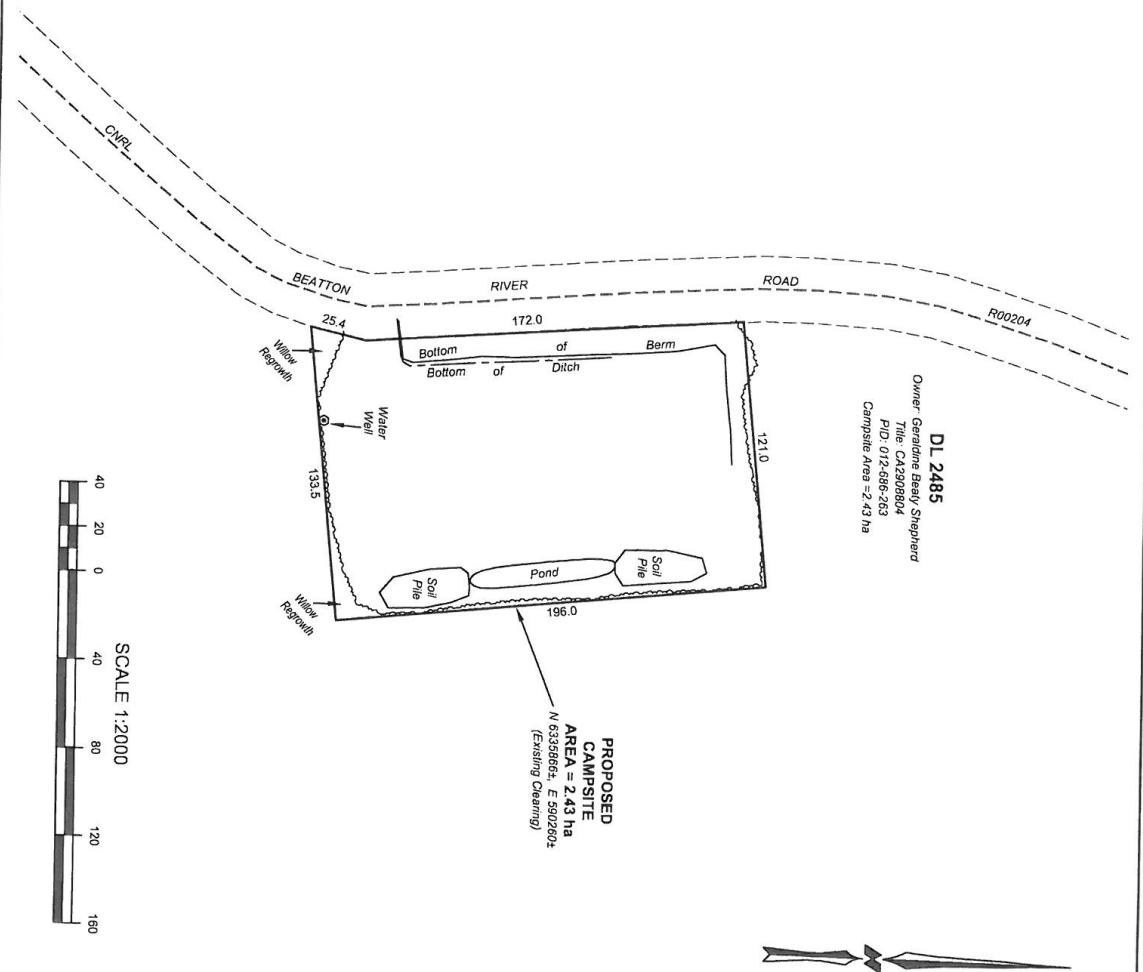 CNRL
BEATTON
RIVER
ROAD
R00204
25.4
172.0
Willow
Regrowth
Bottom of Berm
Bottom of Ditch
Water
Well
121.0
133.5
DL 2485
Owner: Geraldine Beaty Shepherd
Title: CA2908804
PID: 012-686-263
Campsite Area =2.43 ha
Soil
Pile
Pond
Soil
Pile
Willow
Regrowth
196.0
PROPOSED
CAMPSITE
AREA = 2.43 ha
N 6335866±, E 590260±
(Existing Clearing)
40 20 0 40 80 120 160
SCALE 1:2000
N